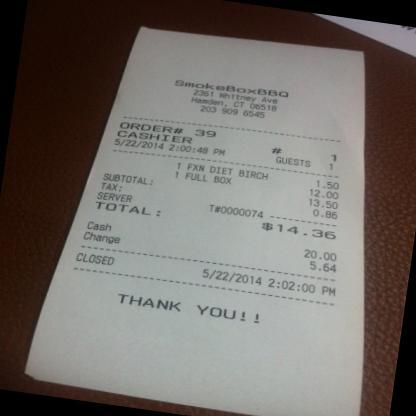 SmokeBoxBBQ
2361 Whitney Ave
Hamden, CT 06518
203 909 6545
ORDER# 39 # 1
CASHIER GUESTS 1
5/22/2014 2:00:48 PM
1 FXN DIET BIRCH 1.50
1 FULL BOX 12.00
SUBTOTAL: 13.50
TAX: 0.86
SERVER T#0000074
TOTAL: $14.36
Cash 20.00
Change 5.64
5/22/2014 2:02:00 PM
CLOSED
THANK YOU!!